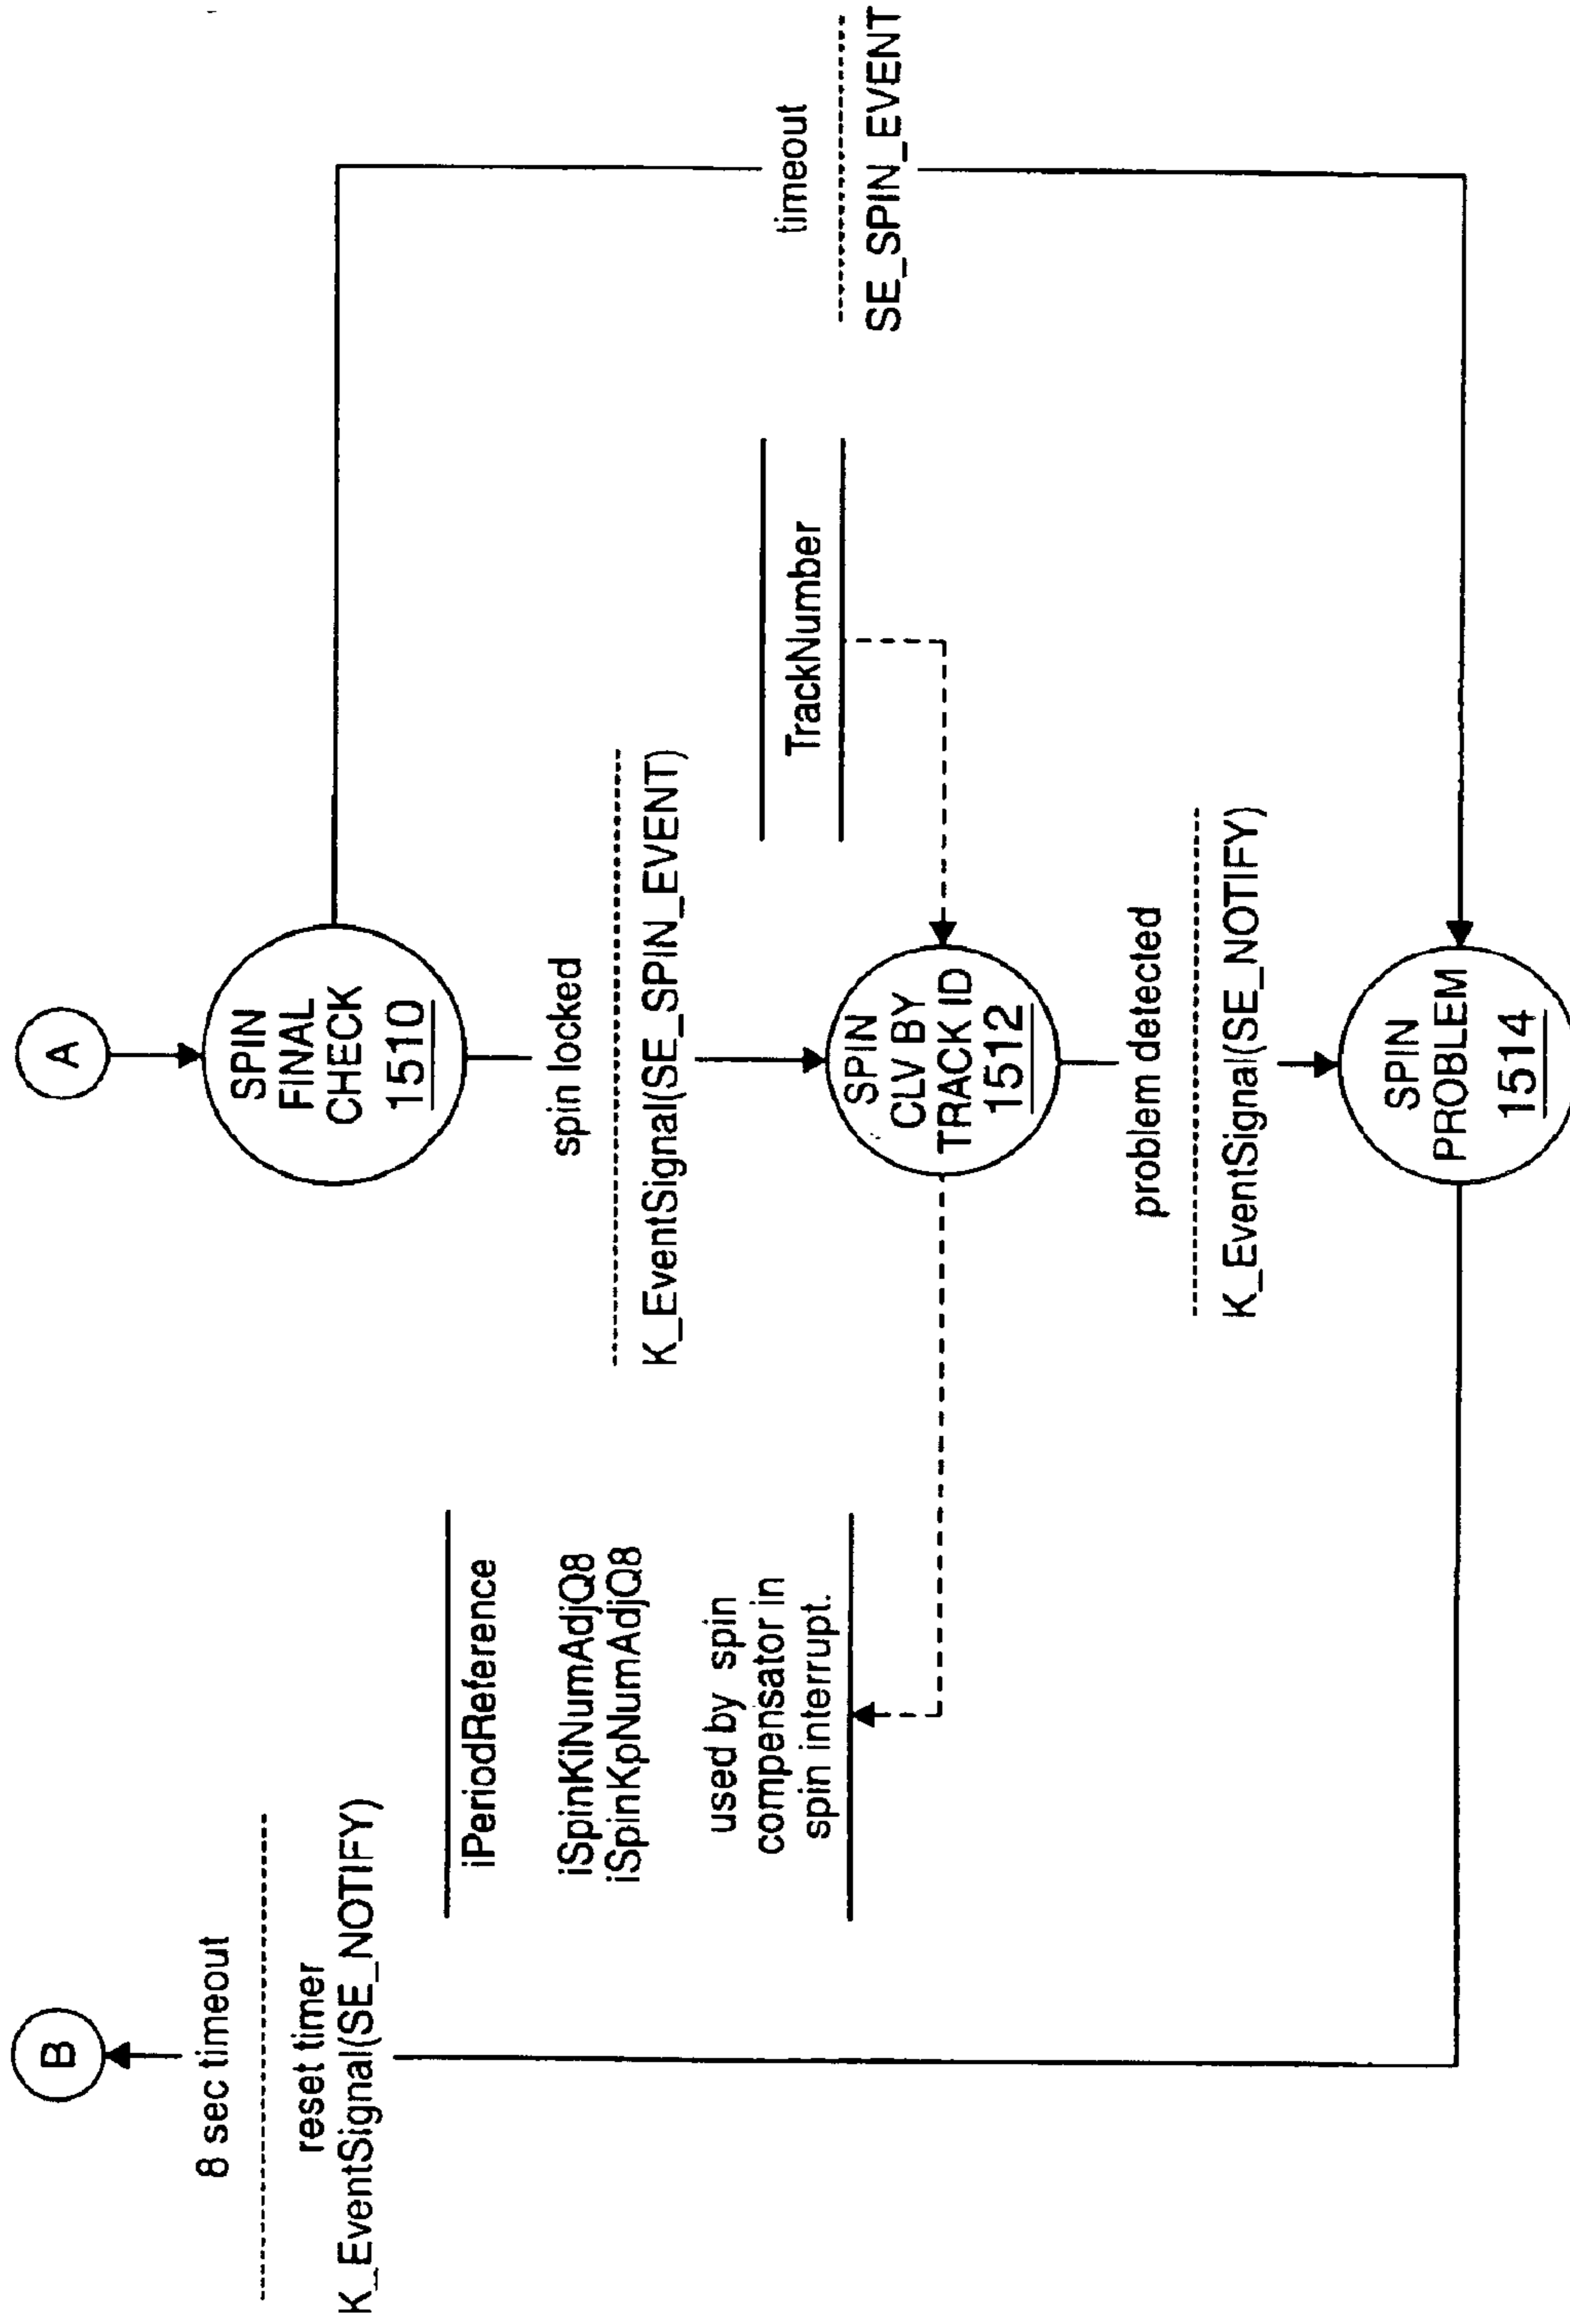 A
SPIN
FINAL
CHECK
1510
spin locked
K_EventSignal(SE_SPIN_EVENT)
timeout
SE_SPIN_EVENT
TrackNumber
SPIN
CLV BY
TRACK ID
1512
iPeriodReference
iSpinKiNumAdjQ8
iSpinKpNumAdjQ8
used by spin
compensator in
spin interrupt.
problem detected
K_EventSignal(SE_NOTIFY)
SPIN
PROBLEM
1514
B
8 sec timeout
reset timer
K_EventSignal(SE_NOTIFY)